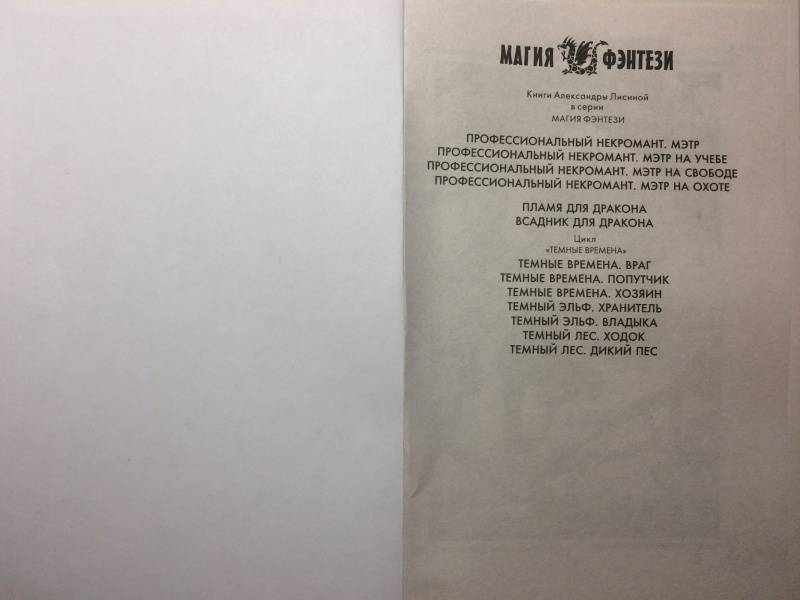 МАГИЯ ФЭНТЕЗИ
Книги Александры Лисиной
в серии
МАГИЯ ФЭНТЕЗИ
ПРОФЕССИОНАЛЬНЫЙ НЕКРОМАНТ. МЭТР
ПРОФЕССИОНАЛЬНЫЙ НЕКРОМАНТ. МЭТР НА УЧЕБЕ
ПРОФЕССИОНАЛЬНЫЙ НЕКРОМАНТ. МЭТР НА СВОБОДЕ
ПРОФЕССИОНАЛЬНЫЙ НЕКРОМАНТ. МЭТР НА ОХОТЕ
ПЛАМЯ ДЛЯ ДРАКОНА
ВСАДНИК ДЛЯ ДРАКОНА
Цикл
«ТЕМНЫЕ ВРЕМЕНА»
ТЕМНЫЕ ВРЕМЕНА. ВРАГ
ТЕМНЫЕ ВРЕМЕНА. ПОПУТЧИК
ТЕМНЫЕ ВРЕМЕНА. ХОЗЯИН
ТЕМНЫЙ ЭЛЬФ. ХРАНИТЕЛЬ
ТЕМНЫЙ ЭЛЬФ. ВЛАДЫКА
ТЕМНЫЙ ЛЕС. ХОДОК
ТЕМНЫЙ ЛЕС. ДИКИЙ ПЕС